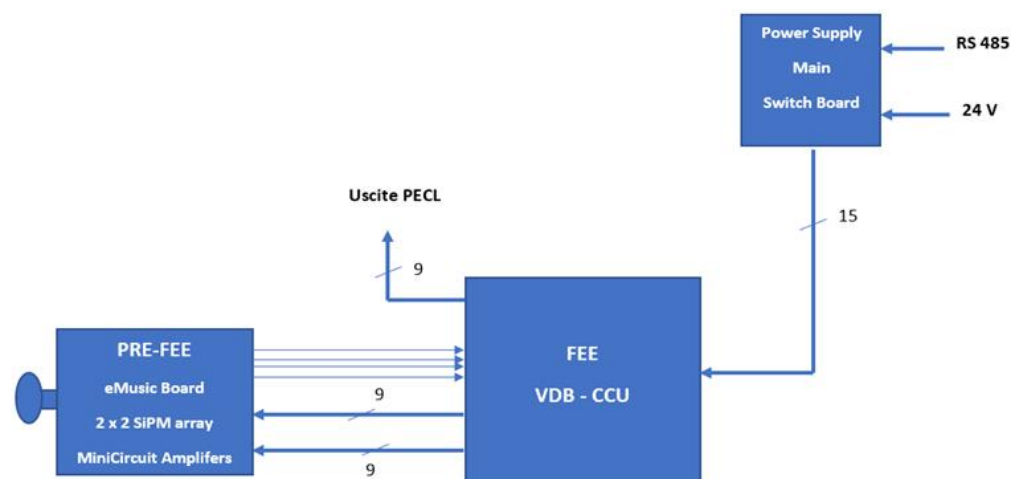 Power Supply
Main
Switch Board
RS 485
24 V
15
Uscite PECL
9
PRE-FEE
eMusic Board
2 x 2 SiPM array
MiniCircuit Amplifers
9
9
FEE
VDB - CCU